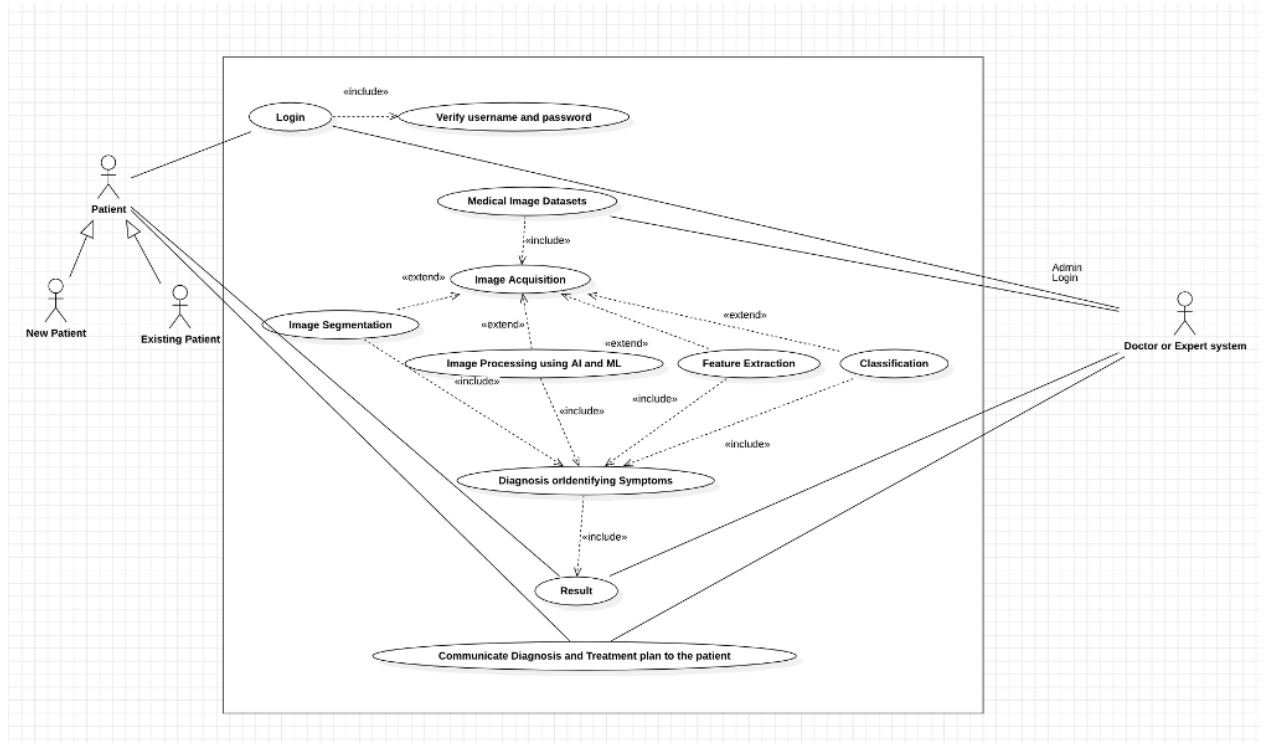 «include»
Login
Verify username and password
Patient
Medical Image Datasets
«include»
Admin
Login
«extend»
Image Acquisition
New Patient
Existing Patient
Image Segmentation
«extend»
«extend»
«extend»
Doctor or Expert system
Image Processing using AI and ML
Feature Extraction
Classification
«include»
«include»
«include»
«include»
Diagnosis orIdentifying Symptoms
«include»
Result
Communicate Diagnosis and Treatment plan to the patient